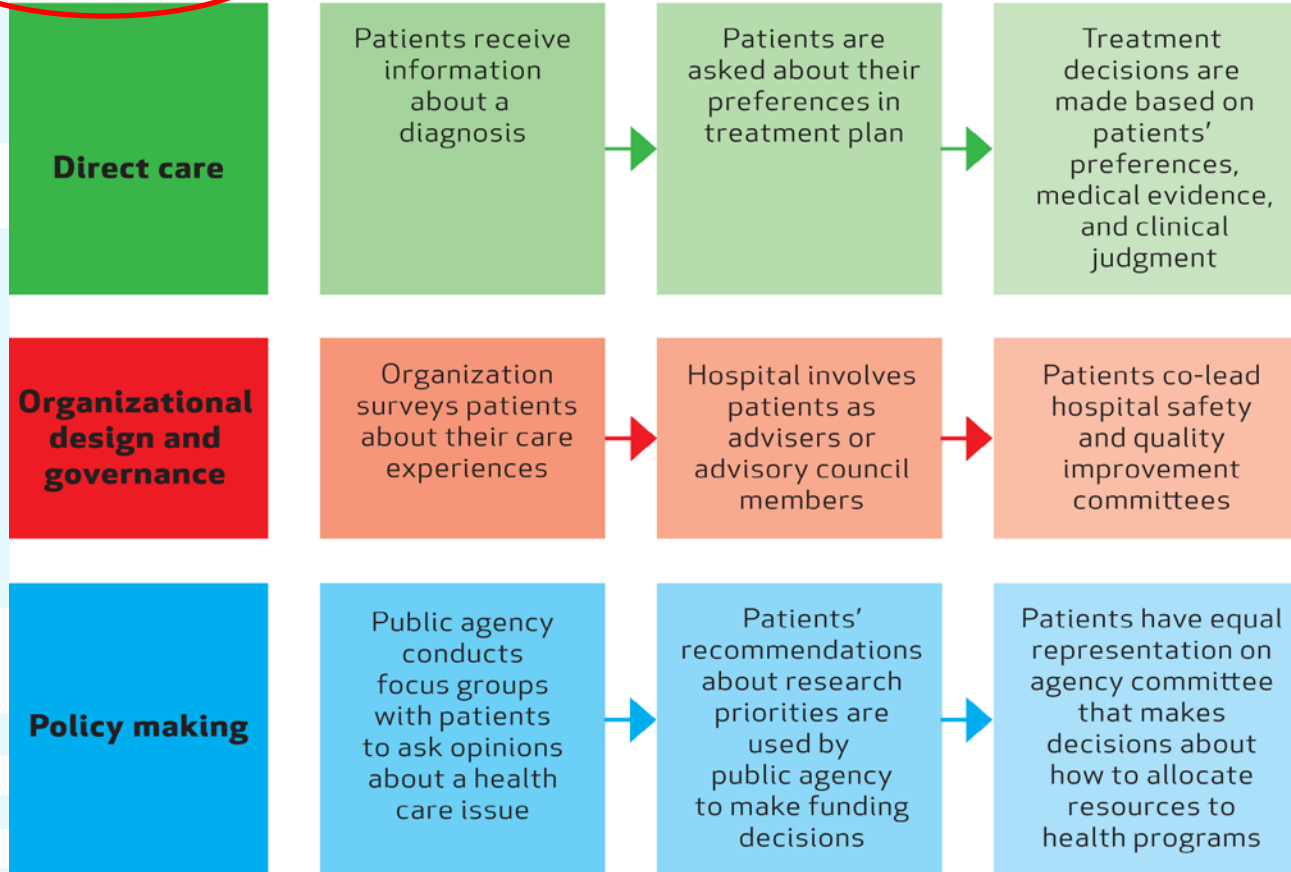 Direct care
Patients receive
information
about a
diagnosis
Patients are
asked about their
preferences in
treatment plan
Treatment
decisions are
made based on
patients’
preferences,
medical evidence,
and clinical
judgment
Organizational
design and
governance
Organization
surveys patients
about their care
experiences
Hospital involves
patients as
advisers or
advisory council
members
Patients co-lead
hospital safety
and quality
improvement
committees
Policy making
Public agency
conducts
focus groups
with patients
to ask opinions
about a health
care issue
Patients’
recommendations
about research
priorities are
used by
public agency
to make funding
decisions
Patients have equal
representation on
agency committee
that makes
decisions about
how to allocate
resources to
health programs